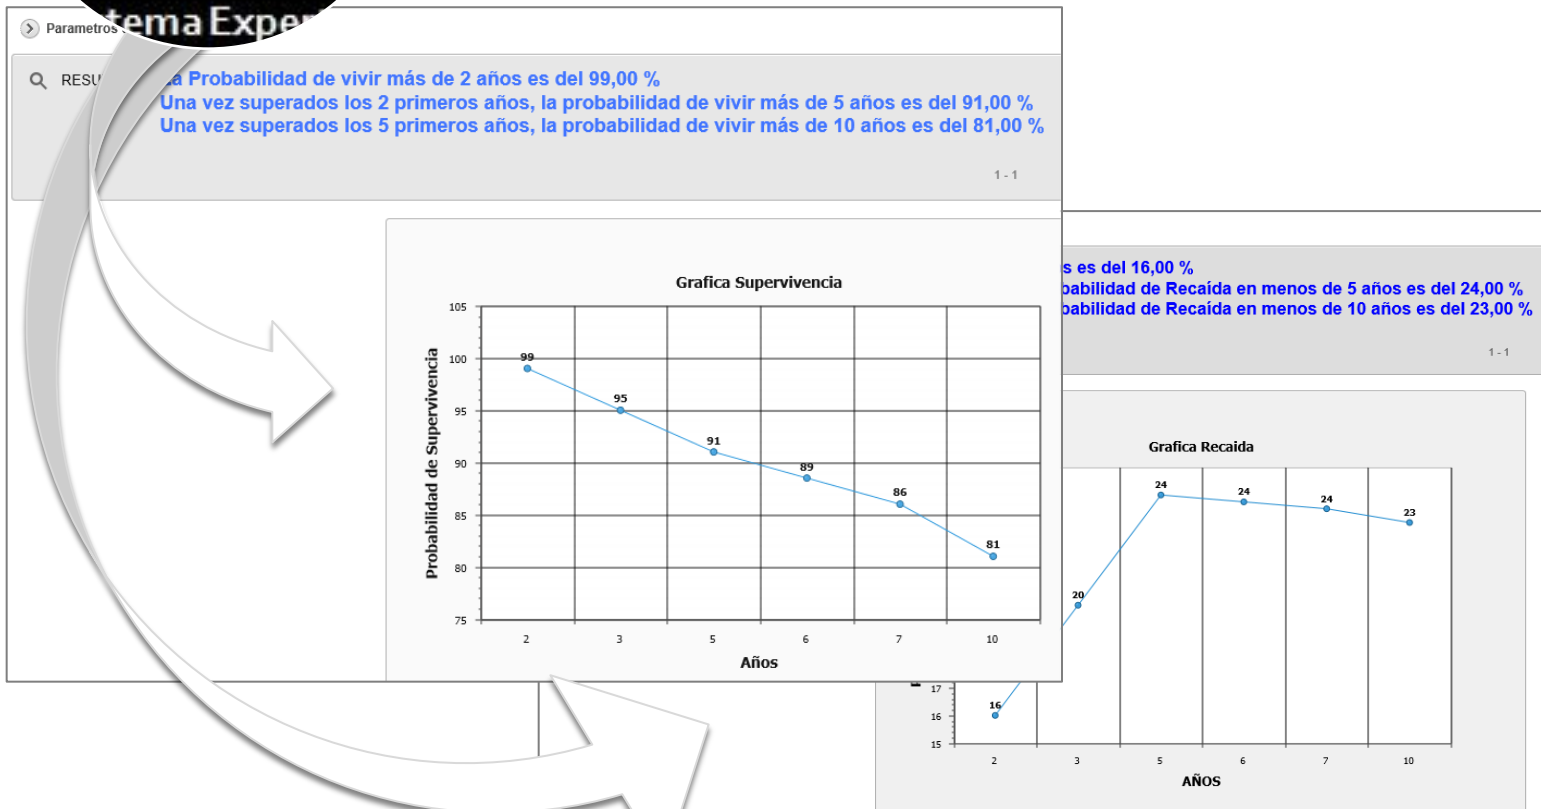 tema Exper
Parametros
RESU
a Probabilidad de vivir más de 2 años es del 99,00 %
Una vez superados los 2 primeros años, la probabilidad de vivir más de 5 años es del 91,00 %
Una vez superados los 5 primeros años, la probabilidad de vivir más de 10 años es del 81,00 %
1 - 1
Grafica Supervivencia
Probabilidad de Supervivencia
105
100
95
90
85
80
75
99
95
91
89
86
81
2 3 5 6 7 10
Años
s es del 16,00 %
babilidad de Recaída en menos de 5 años es del 24,00 %
babilidad de Recaída en menos de 10 años es del 23,00 %
1 - 1
Grafica Recaida
24
24
24
23
20
16
17
16
15
2 3 5 6 7 10
AÑOS